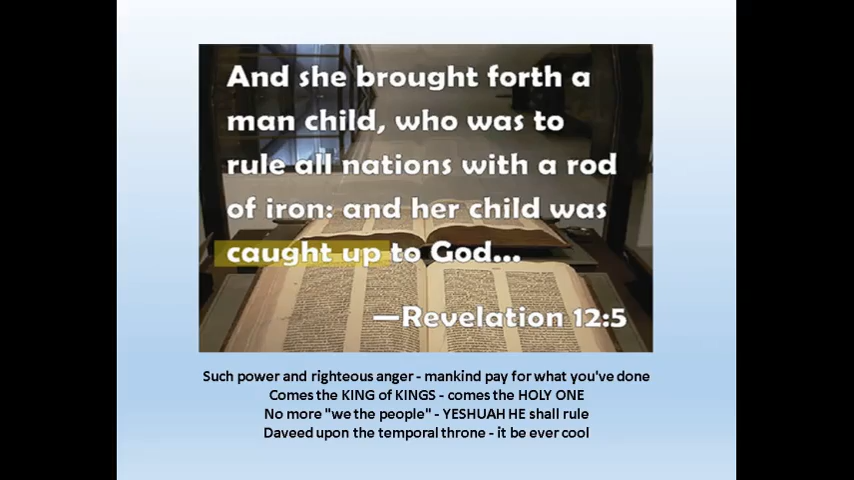 And she brought forth a
man child, who was to
rule all nations with a rod
of iron: and her child was
caught up to God...
—Revelation 12:5
Such power and righteous anger - mankind pay for what you've done
Comes the KING of KINGS - comes the HOLY ONE
No more "we the people" - YESHUAH HE shall rule
Daveed upon the temporal throne - it be ever cool